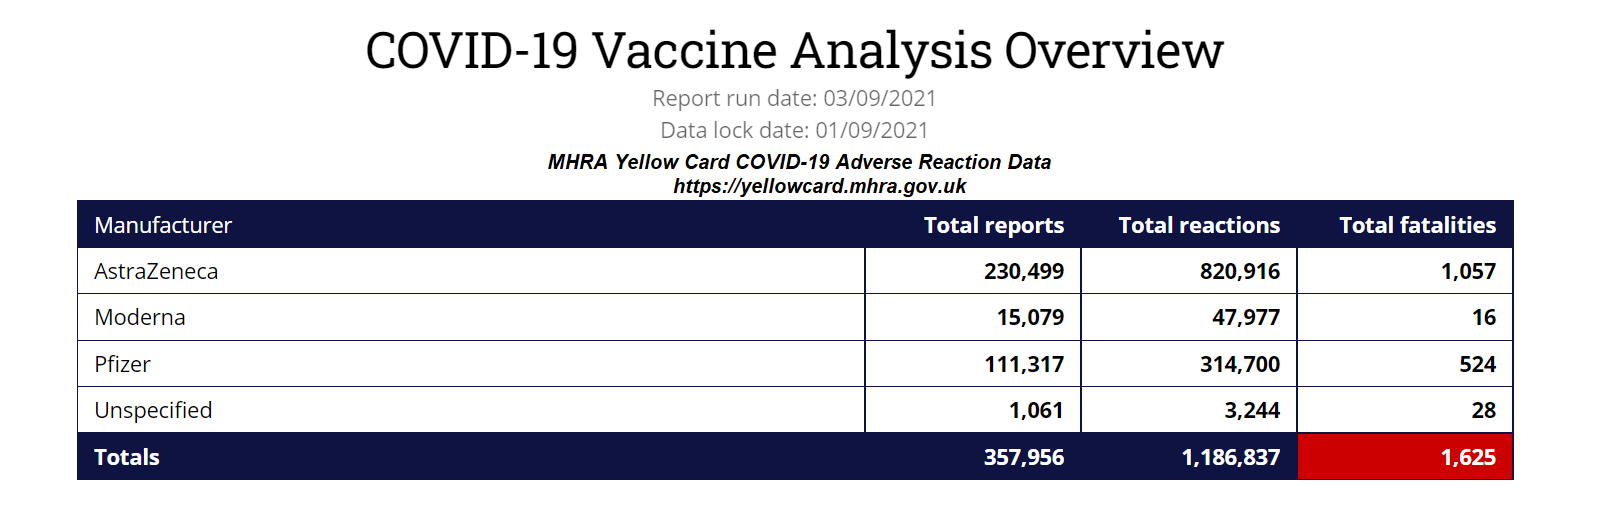 COVID-19 Vaccine Analysis Overview
Report run date: 03/09/2021
Data lock date: 01/09/2021
MHRA Yellow Card COVID-19 Adverse Reaction Data
https://yellowcard.mhra.gov.uk
Manufacturer Total reports Total reactions Total fatalities
AstraZeneca 230,499 820,916 1,057
Moderna 15,079 47,977 16
Pfizer 111,317 314,700 524
Unspecified 1,061 3,244 28
Totals 357,956 1,186,837 1,625